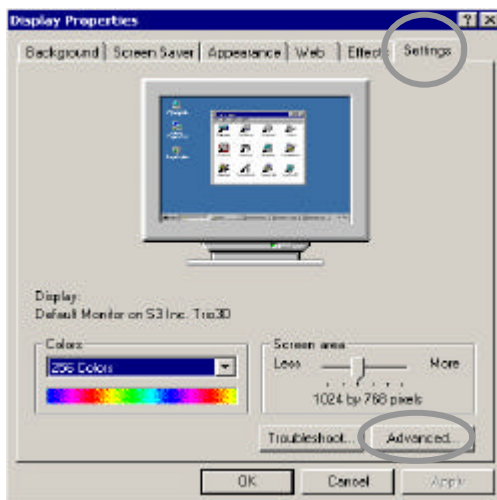 Display Properties
Background Screen Saver Appearance Web Effects Settings
Display:
Default Monitor on S3 Inc. Trio3D
Colors
256 Colors
Screen area
Less More
1024 by 768 pixels
Troubleshoot... Advanced...
OK Cancel Apply